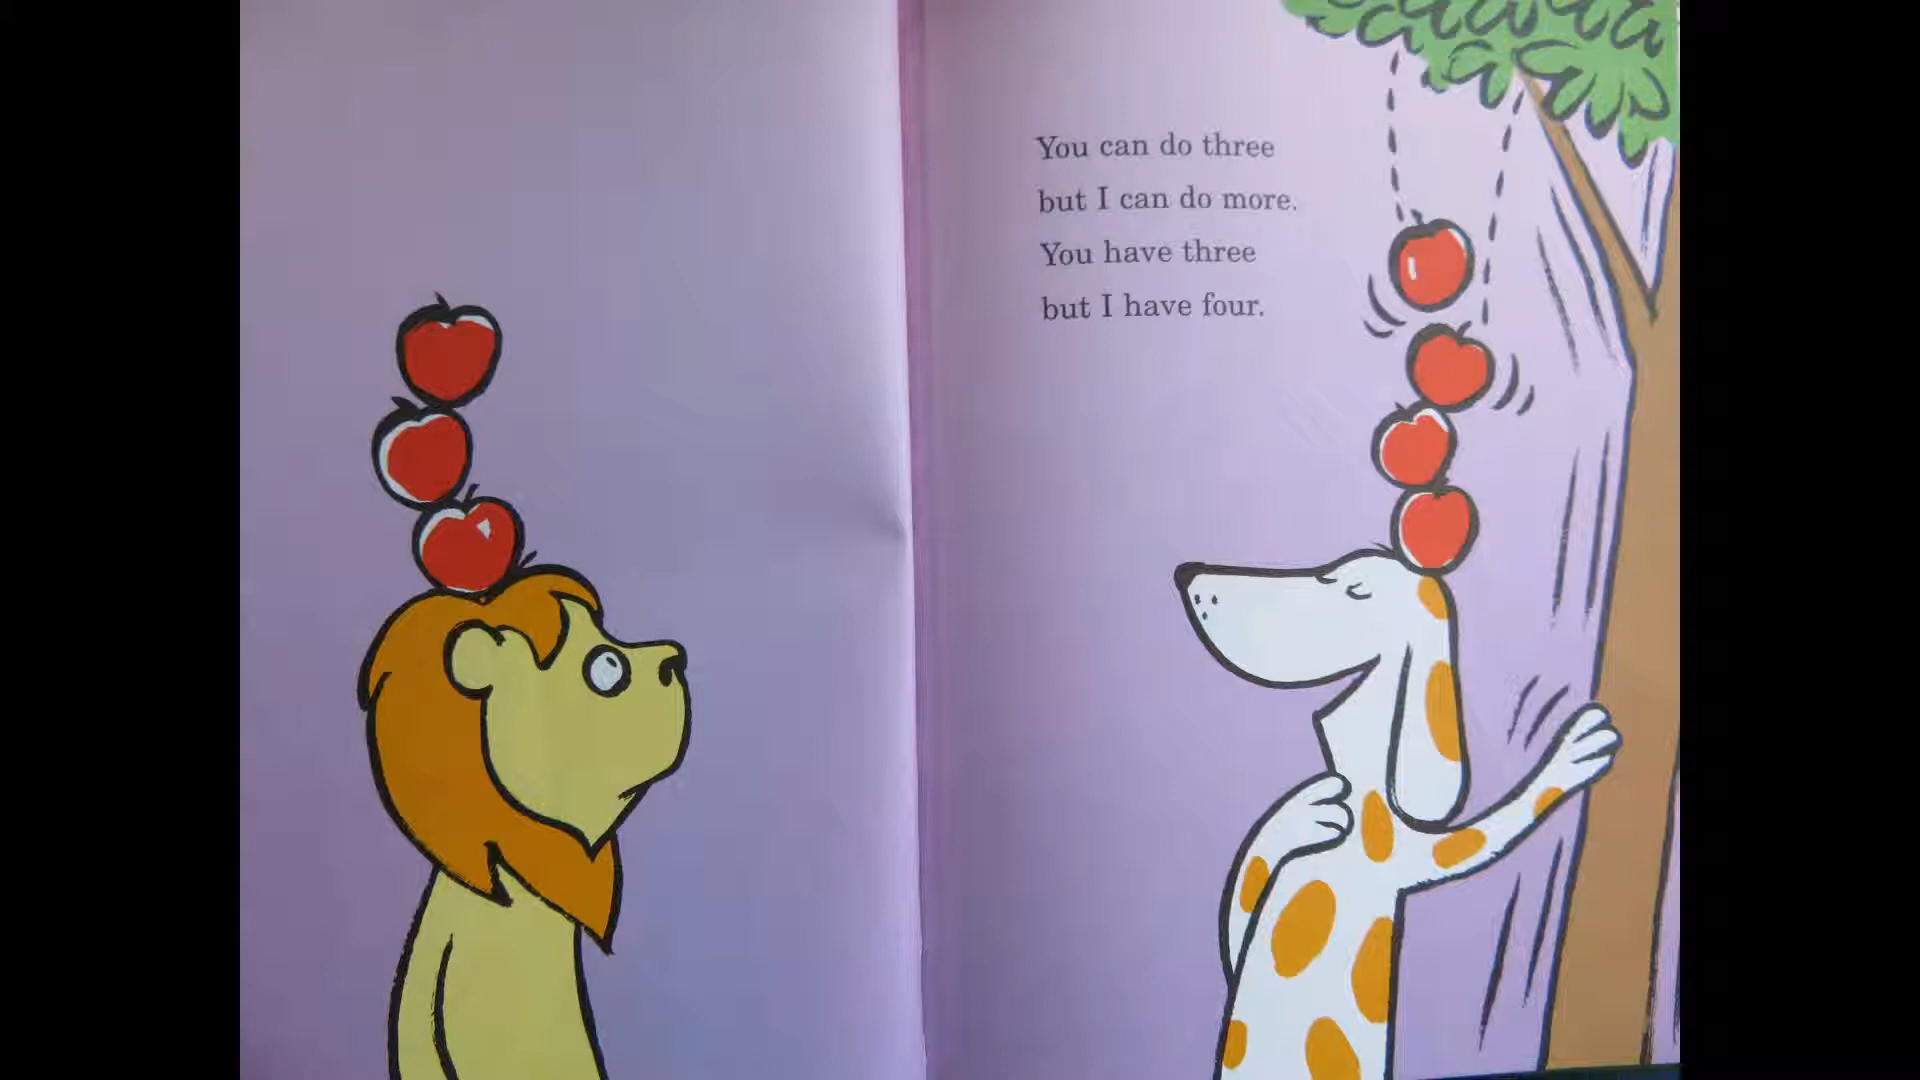 You can do three
but I can do more.
You have three
but I have four.